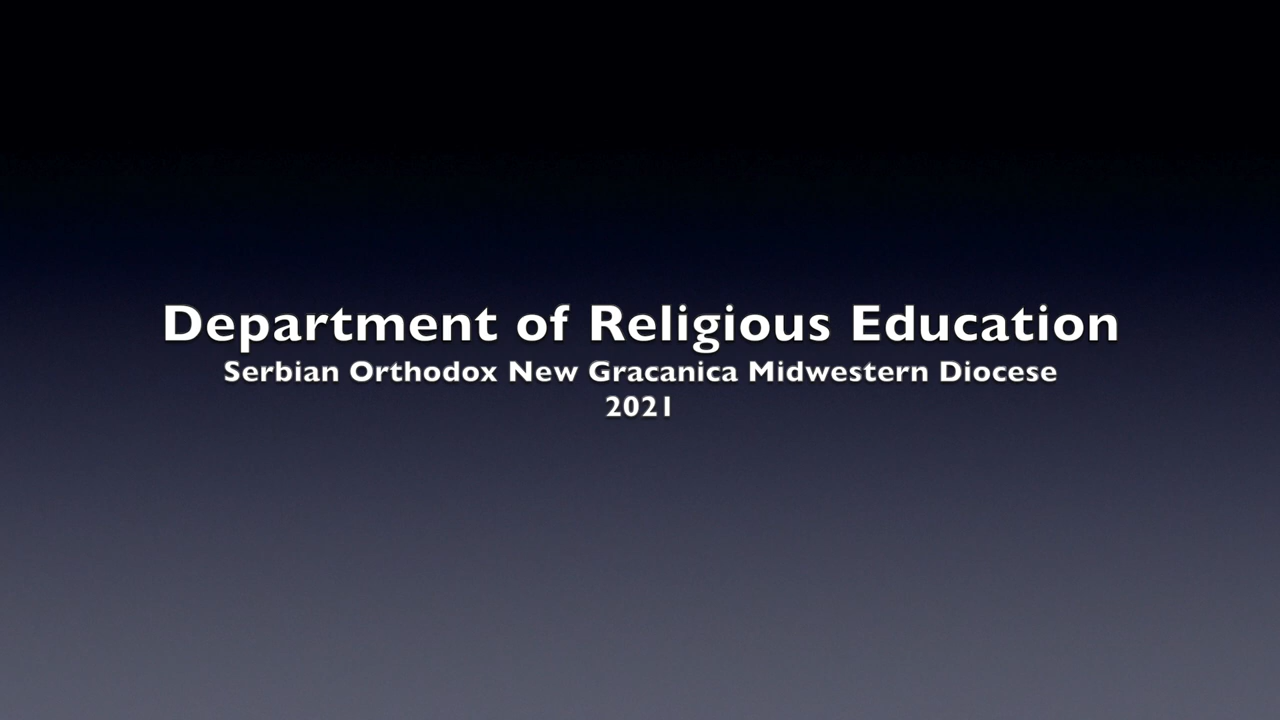 Department of Religious Education
Serbian Orthodox New Gracanica Midwestern Diocese
2021